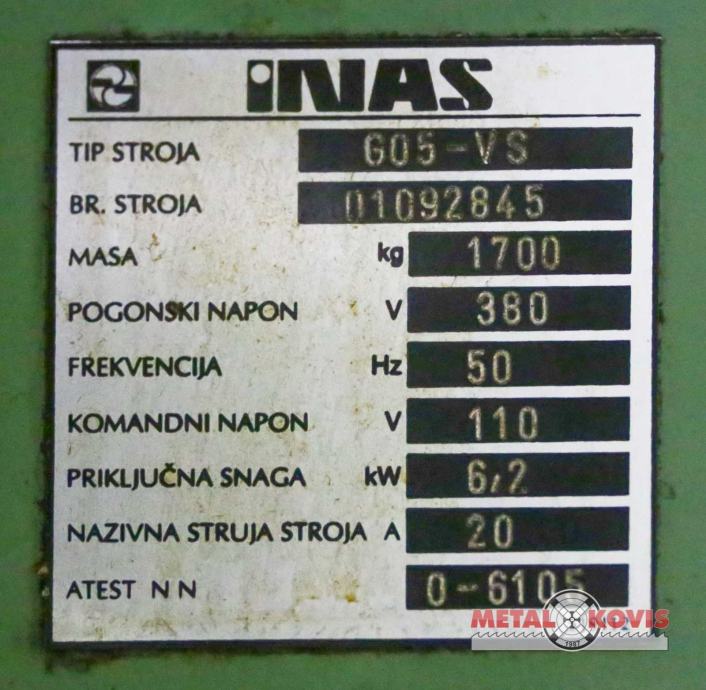 iNAS
TIP STROJA G05-VS
BR. STROJA 01092845
MASA kg 1700
POGONSKI NAPON V 380
FREKVENCIJA Hz 50
KOMANDNI NAPON V 110
PRIKLJUČNA SNAGA kW 6,2
NAZIVNA STRUJA STROJA A 20
ATEST N N 0-6105
METAL KOVIS
1987